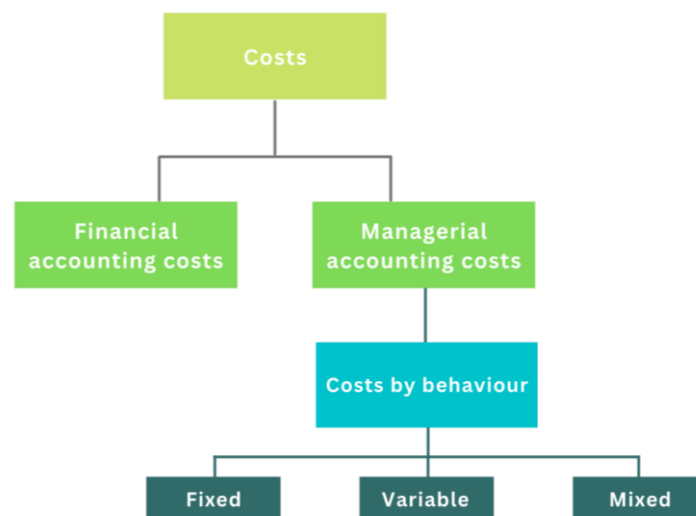 Costs
Financial
accounting costs
Managerial
accounting costs
Costs by behaviour
Fixed
Variable
Mixed